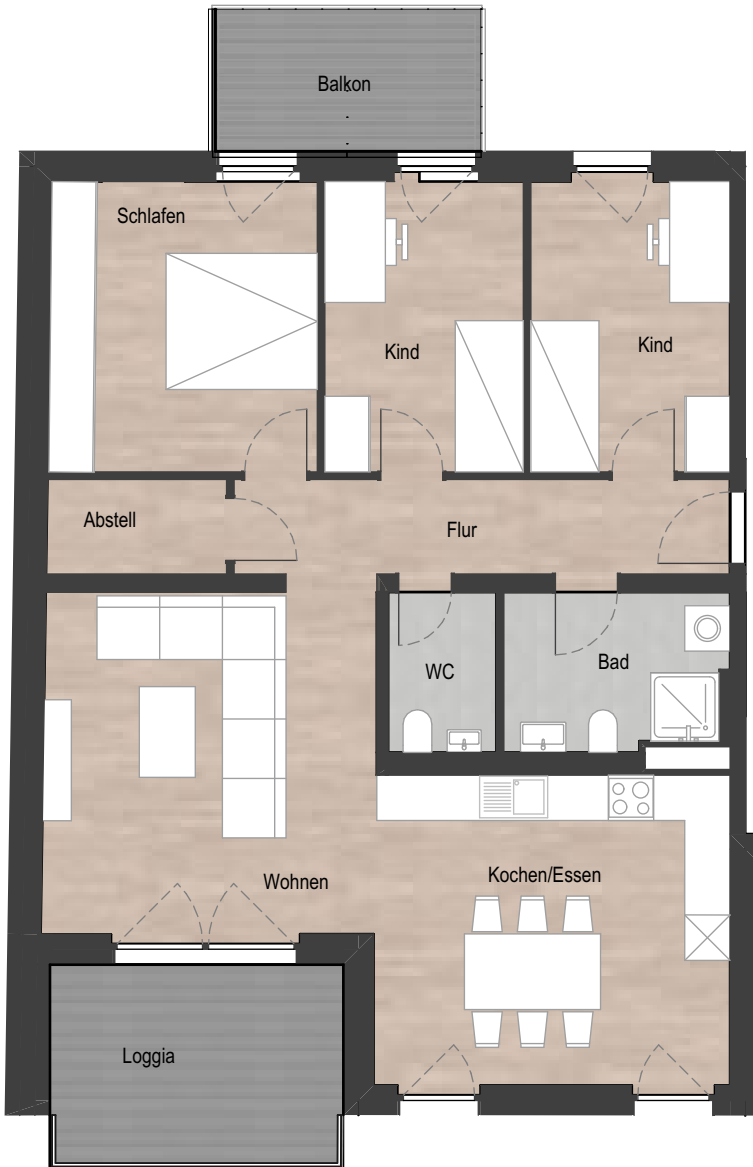 Balkon
Schlafen
Kind
Kind
Abstell
Flur
WC
Bad
Wohnen
Kochen/Essen
Loggia